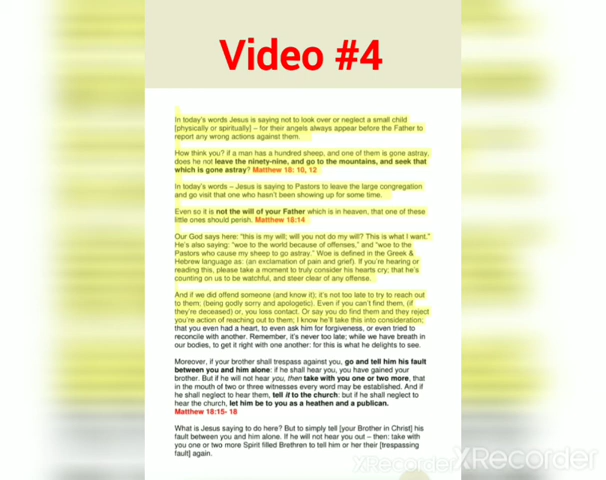 Video #4
In today's words Jesus is saying not to look over or neglect a small child
[physically or spiritually] – for their angels always appear before the Father to
report any wrong actions against them.
How think you? if a man has a hundred sheep, and one of them is gone astray,
does he not leave the ninety-nine, and go to the mountains, and seek that
which is gone astray? Matthew 18: 10, 12
In today's words – Jesus is saying to Pastors to leave the large congregation
and go visit that one who hasn't been showing up for some time.
Even so it is not the will of your Father which is in heaven, that one of these
little ones should perish. Matthew 18:14
Our God says here: "this is my will; will you not do my will? This is what I want."
He's also saying: "woe to the world because of offenses," and "woe to the
Pastors who cause my sheep to go astray." Woe is defined in the Greek &
Hebrew language as: (an exclamation of pain and grief). If you're hearing or
reading this, please take a moment to truly consider his hearts cry; that he's
counting on us to be watchful, and steer clear of any offense.
And if we did offend someone (and know it); it's not too late to try to reach out
to them; (being godly sorry and apologetic). Even if you can't find them, (if
they're deceased) or, you loss contact. Or say you do find them and they reject
you're action of reaching out to them; I know he'll take this into consideration;
that you even had a heart, to even ask him for forgiveness, or even tried to
reconcile with another. Remember, it's never too late; while we have breath in
our bodies, to get it right with one another: for this is what he delights to see.
Moreover, if your brother shall trespass against you, go and tell him his fault
between you and him alone: if he shall hear you, you have gained your
brother. But if he will not hear you, then take with you one or two more, that
in the mouth of two or three witnesses every word may be established. And if
he shall neglect to hear them, tell it to the church: but if he shall neglect to
hear the church, let him be to you as a heathen and a publican.
Matthew 18:15- 18
What is Jesus saying to do here? But to simply tell [your Brother in Christ] his
fault between you and him alone. If he will not hear you out – then: take with
you one or two more Spirit filled Brethren to tell him or her their [trespassing
fault] again.
XRecorder
XRecorder